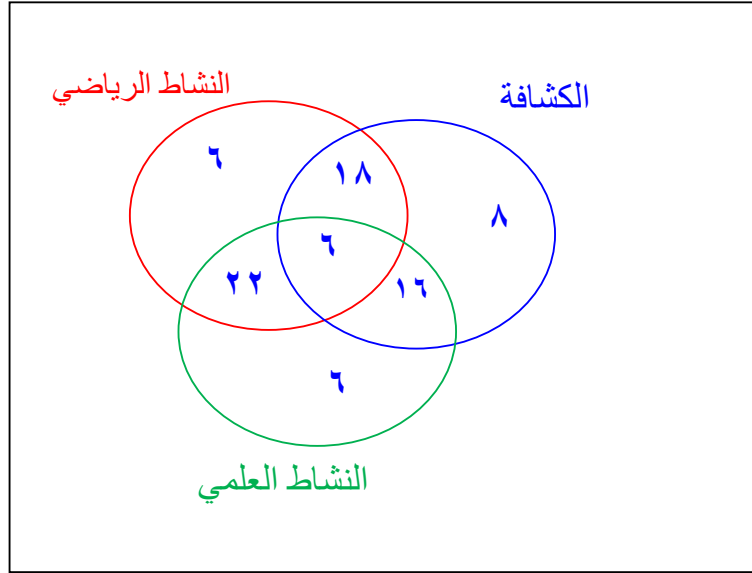 الكشافة
النشاط الرياضي
٦
١٨
٨
٦
٢٢
١٦
٦
النشاط العلمي